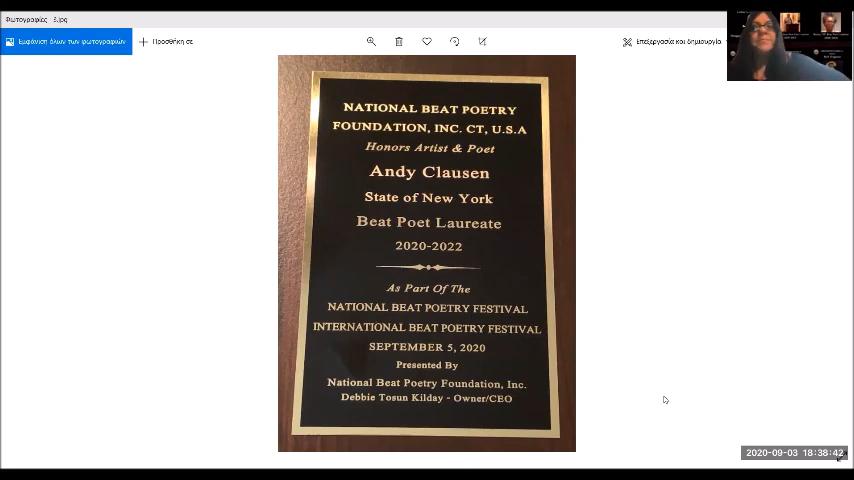 Φωτογραφίες - 3.jpg
Εμφάνιση όλων των φωτογραφιών
Προσθήκη σε
Επεξεργασία και δημιουργία
NATIONAL BEAT POETRY
FOUNDATION, INC. CT, U.S.A
Honors Artist & Poet
Andy Clausen
State of New York
Beat Poet Laureate
2020-2022
As Part Of The
NATIONAL BEAT POETRY FESTIVAL
INTERNATIONAL BEAT POETRY FESTIVAL
SEPTEMBER 5, 2020
Presented By
National Beat Poetry Foundation, Inc.
Debbie Tosun Kilday - Owner/CEO
2020-09-03 18:38:42